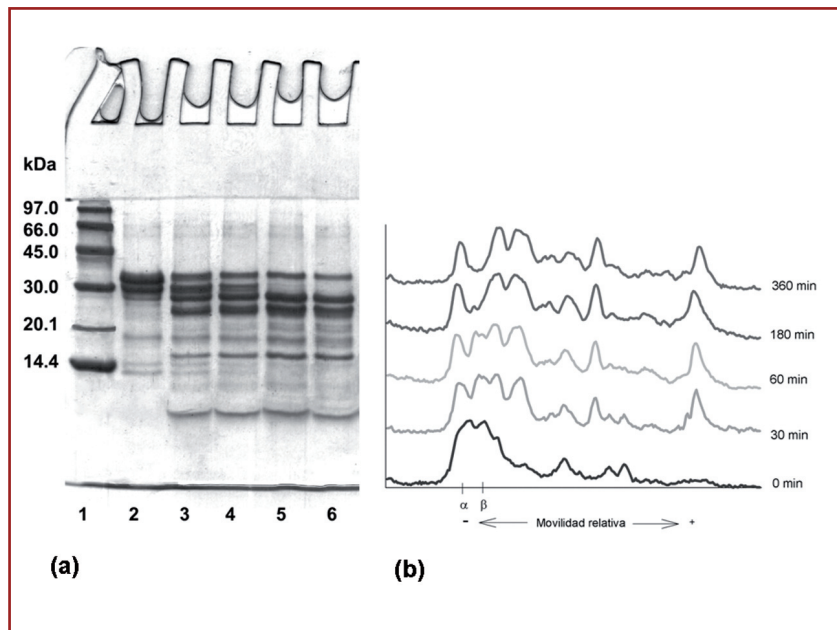 kDa
97.0
66.0
45.0
30.0
20.1
14.4
1 2 3 4 5 6
(a)
360 min
180 min
60 min
30 min
0 min
α β
- Movilidad relativa +
(b)